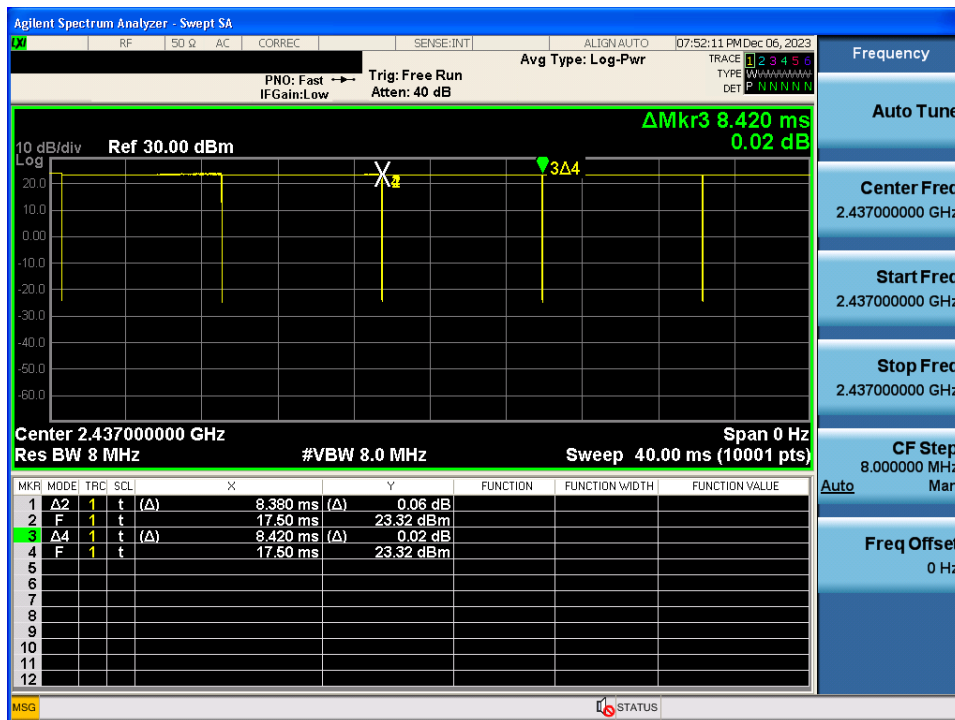 Agilent Spectrum Analyzer - Swept SA
LXI RF 50 Ω AC CORREC SENSE:INT ALIGN AUTO 07:52:11 PM Dec 06, 2023
Frequency
PNO: Fast Trig: Free Run Avg Type: Log-Pwr TRACE 1 2 3 4 5 6
IFGain:Low Atten: 40 dB TYPE WWWWWW
DET P N N N N N
Auto Tune
ΔMkr3 8.420 ms
10 dB/div Ref 30.00 dBm 0.02 dB
Log
3Δ4
20.0
10.0
0.00
-10.0
-20.0
-30.0
-40.0
-50.0
-60.0
Center 2.437000000 GHz Span 0 Hz
Res BW 8 MHz #VBW 8.0 MHz Sweep 40.00 ms (10001 pts)
Center Freq
2.437000000 GHz
Start Freq
2.437000000 GHz
Stop Freq
2.437000000 GHz
CF Step
8.000000 MHz
Auto Man
Freq Offset
0 Hz
MKR MODE TRC SCL X Y FUNCTION FUNCTION WIDTH FUNCTION VALUE
1 Δ2 1 t (Δ) 8.380 ms (Δ) 0.06 dB
2 F 1 t 17.50 ms 23.32 dBm
3 Δ4 1 t (Δ) 8.420 ms (Δ) 0.02 dB
4 F 1 t 17.50 ms 23.32 dBm
5
6
7
8
9
10
11
12
MSG STATUS